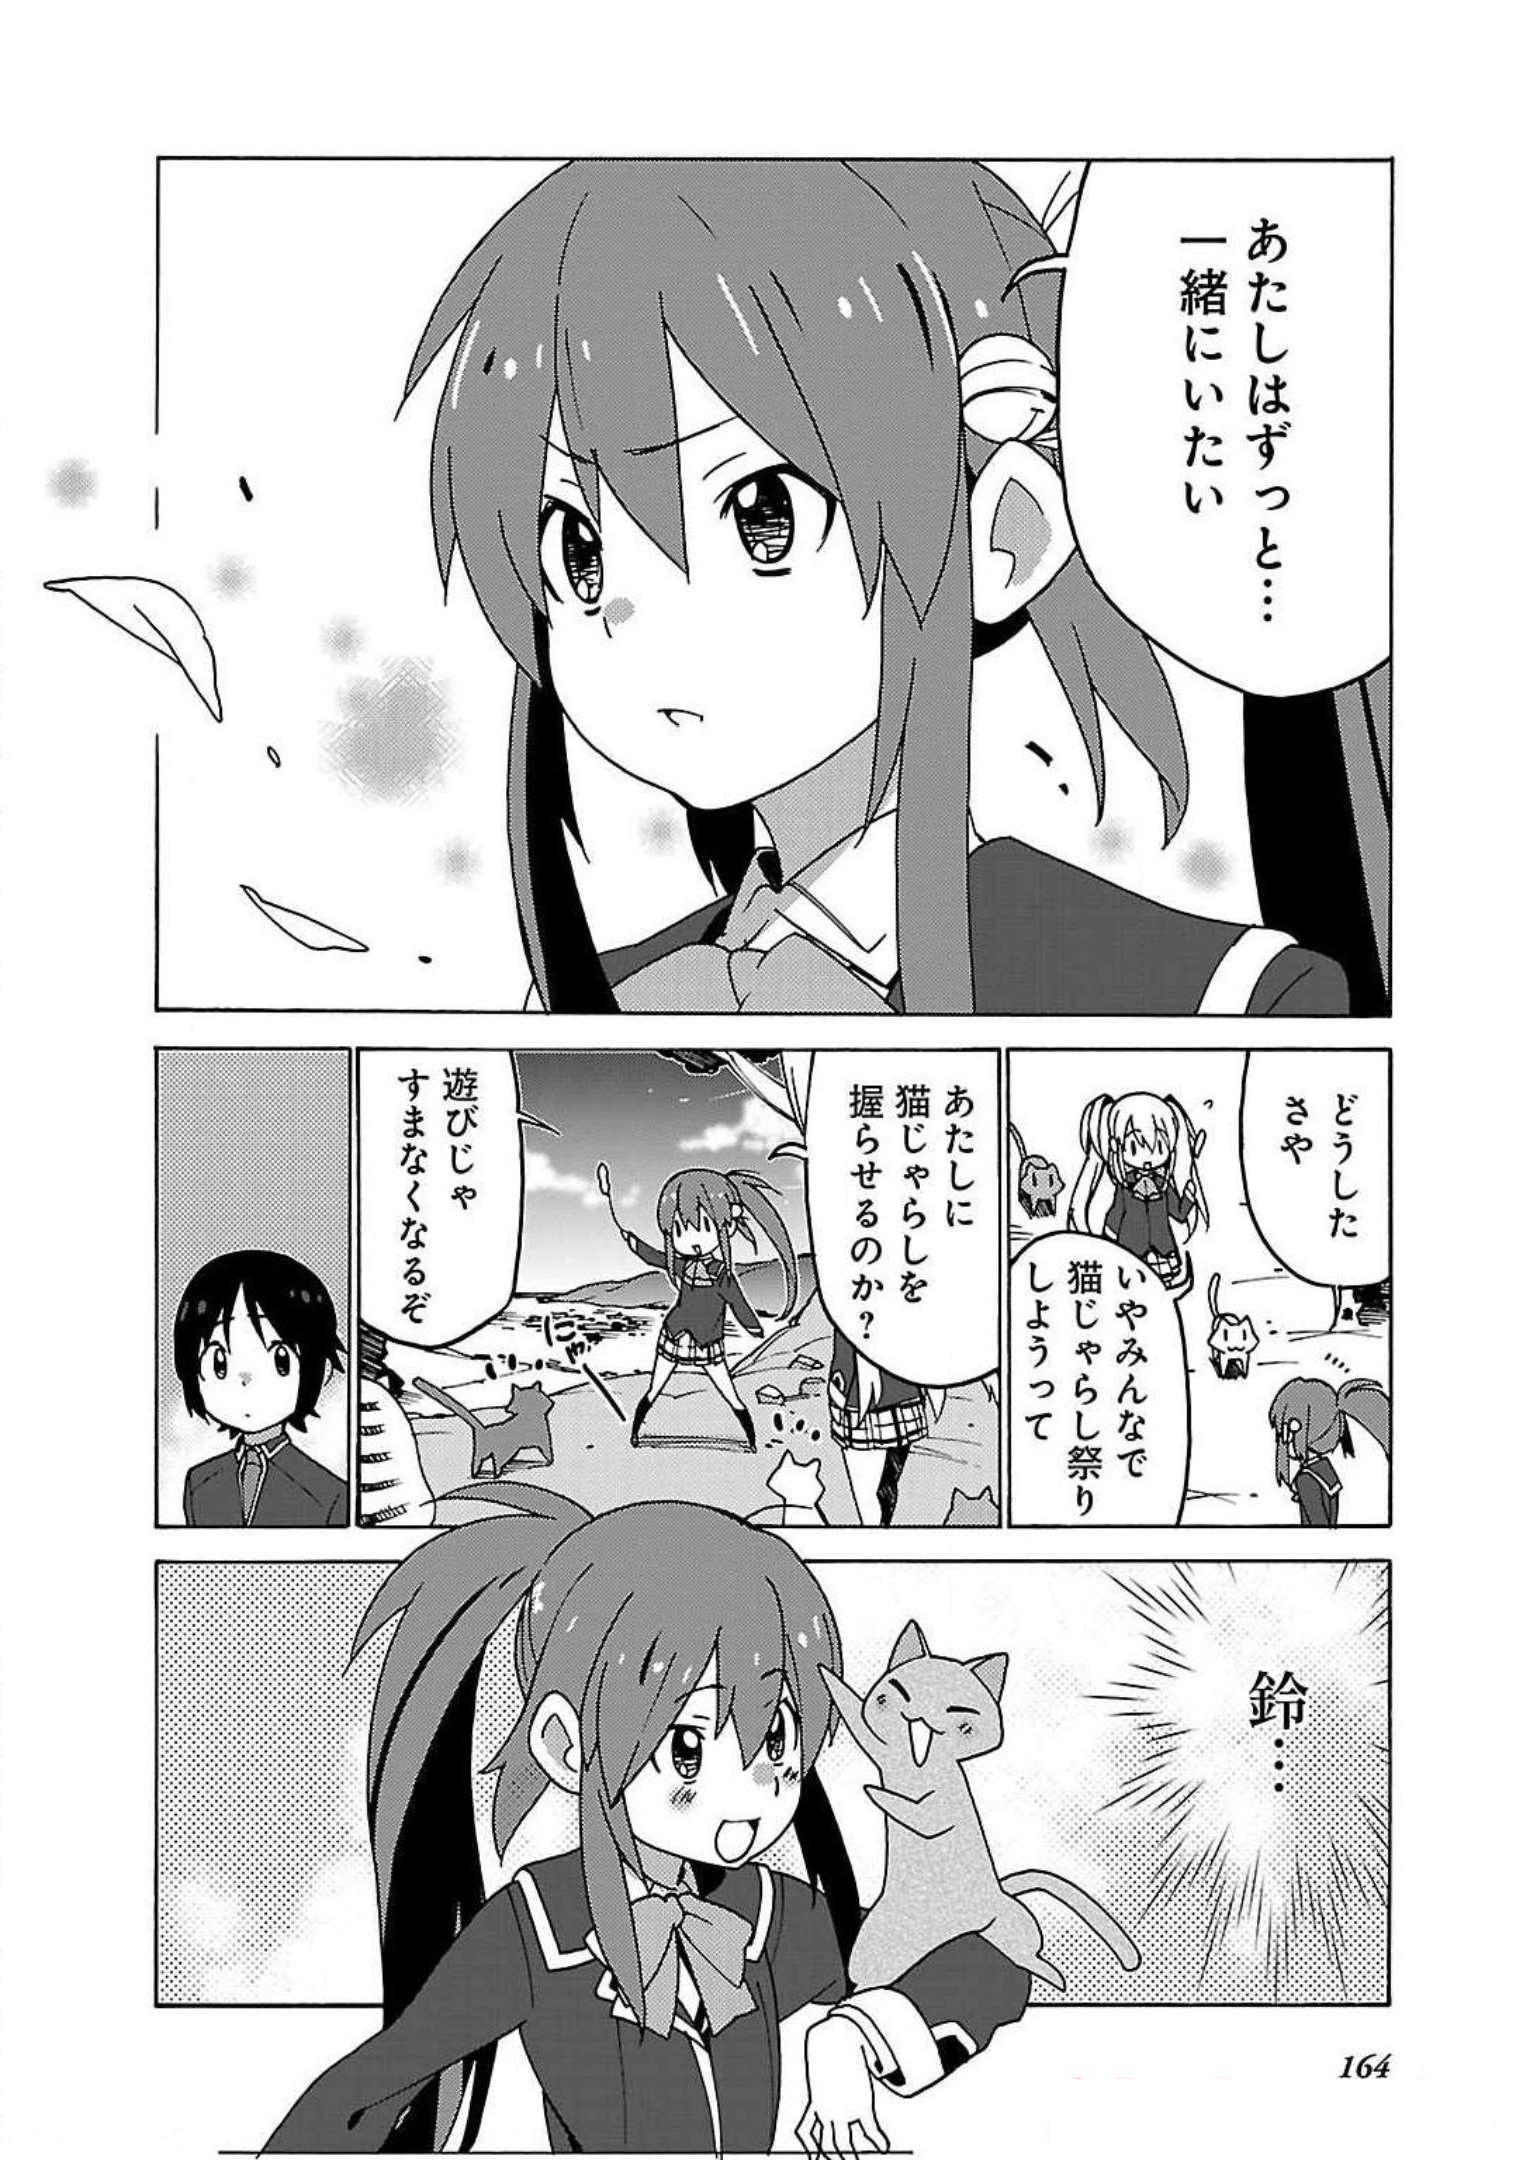 あたしはずっと…
一緒にいたい
どうした
さや
いやみんなで
猫じゃらし祭り
しようって
あたしに
猫じゃらしを
握らせるのか？
にゃー
遊びじゃ
すまなくなるぞ
鈴…
164